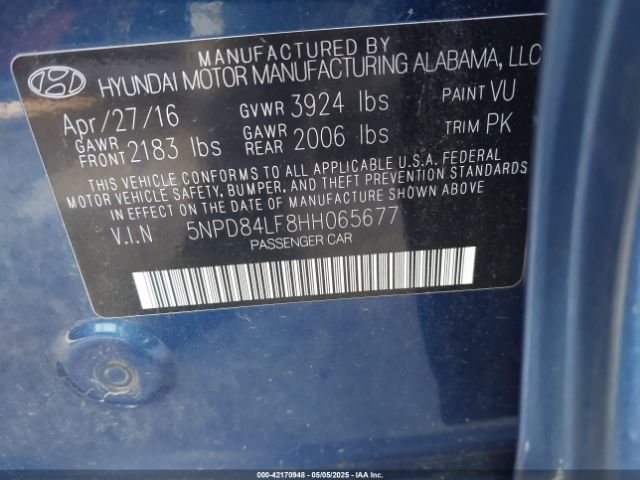 MANUFACTURED BY
HYUNDAI MOTOR MANUFACTURING ALABAMA, LLC
Apr/27/16 GVWR 3924 lbs PAINT VU
GAWR FRONT 2183 lbs GAWR REAR 2006 lbs TRIM PK
THIS VEHICLE CONFORMS TO ALL APPLICABLE U.S.A. FEDERAL
MOTOR VEHICLE SAFETY, BUMPER, AND THEFT PREVENTION STANDARDS
IN EFFECT ON THE DATE OF MANUFACTURE SHOWN ABOVE
V.I.N 5NPD84LF8HH065677
PASSENGER CAR
000-42170948 - 05/05/2025 - IAAI.COM